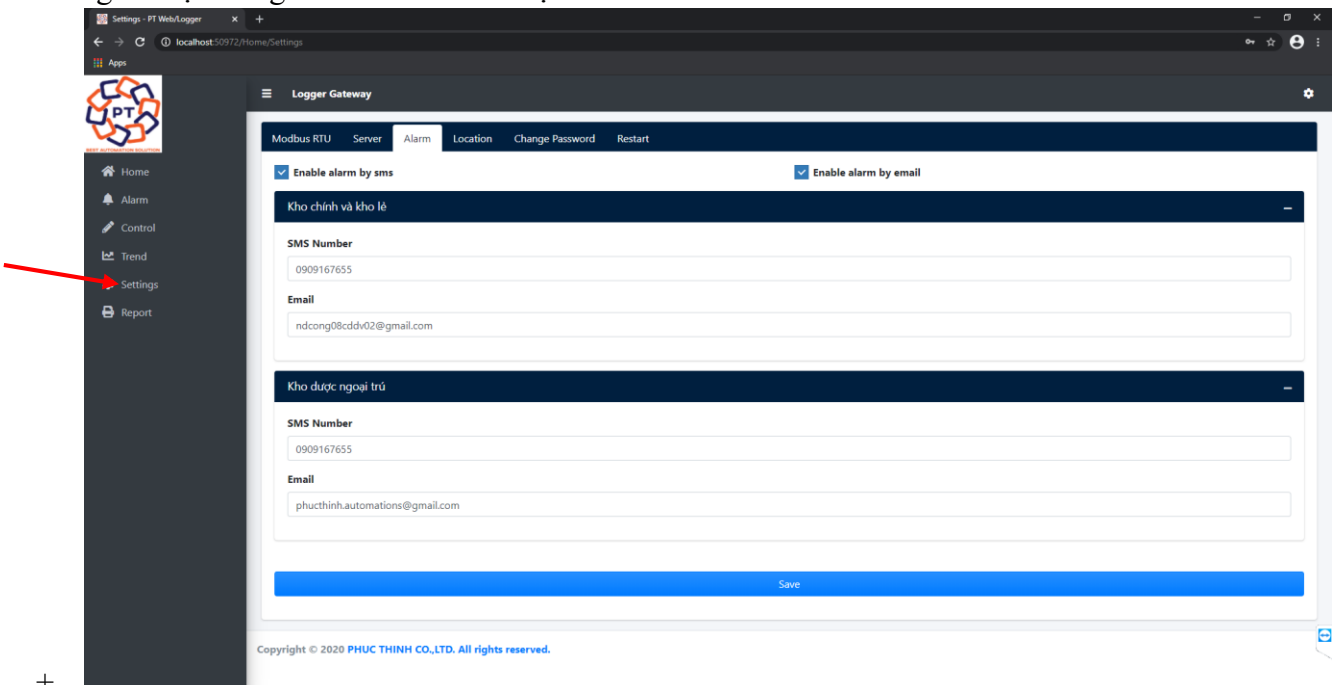 Settings - PT Web/Logger
localhost:50972/Home/Settings
Apps
PT
BEST AUTOMATION SOLUTION
Logger Gateway
Modbus RTU Server Alarm Location Change Password Restart
Home
Alarm
Control
Trend
Settings
Report
Enable alarm by sms Enable alarm by email
Kho chính và kho lẻ
SMS Number
0909167655
Email
ndcong08cddv02@gmail.com
Kho dược ngoại trú
SMS Number
0909167655
Email
phucthinh.automations@gmail.com
Save
Copyright © 2020 PHUC THINH CO.,LTD. All rights reserved.
+